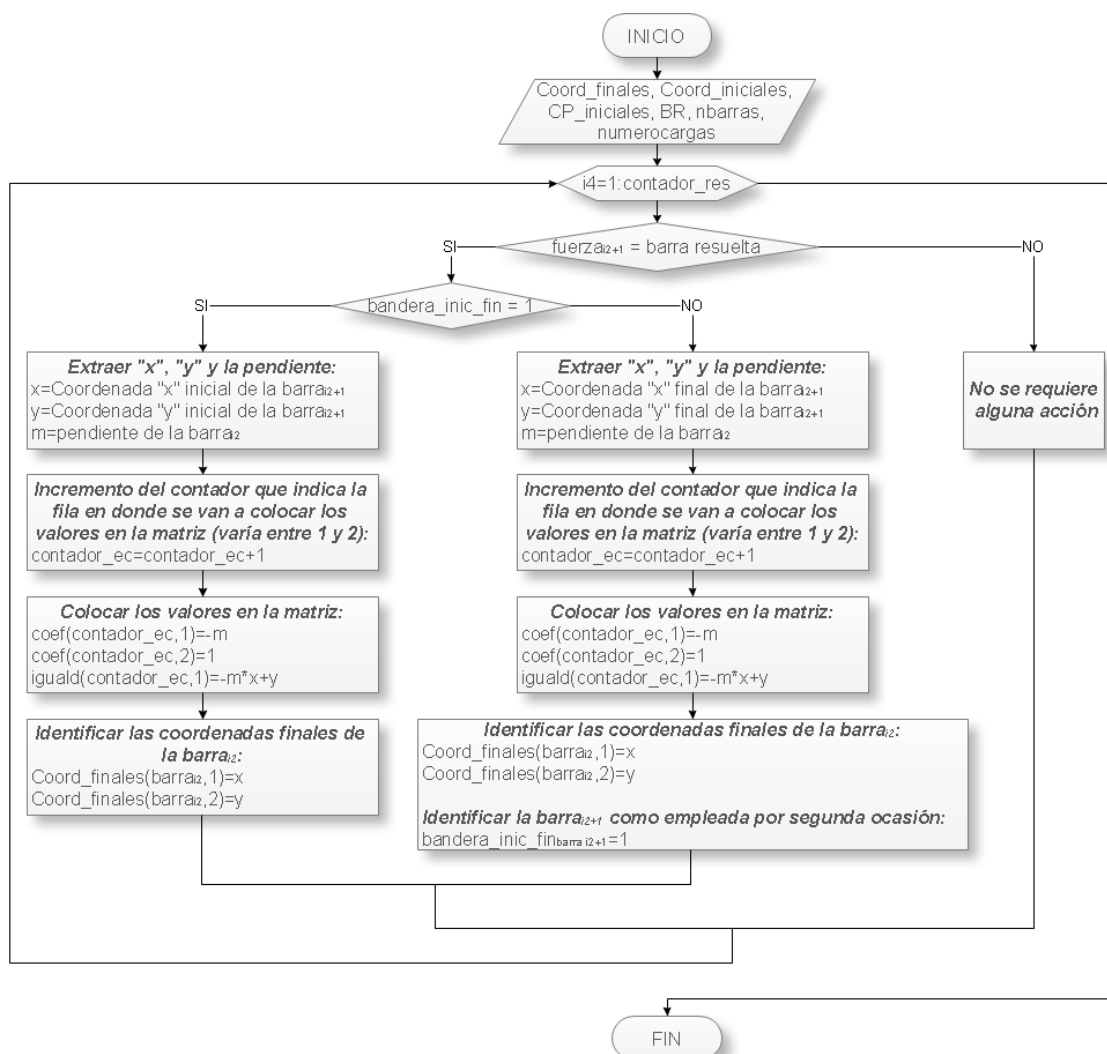 INICIO
Coord_finales, Coord_iniciales,
CP_iniciales, BR, nbarras,
numerocargas
i4=1:contador_res
fuerzai2+1 = barra resuelta
SI
NO
bandera_inic_fin = 1
SI
NO
Extraer "x", "y" y la pendiente:
x=Coordenada "x" inicial de la barrai2+1
y=Coordenada "y" inicial de la barrai2+1
m=pendiente de la barrai2
Incremento del contador que indica la
fila en donde se van a colocar los
valores en la matriz (varía entre 1 y 2):
contador_ec=contador_ec+1
Colocar los valores en la matriz:
coef(contador_ec,1)=-m
coef(contador_ec,2)=1
iguald(contador_ec,1)=-m*x+y
Identificar las coordenadas finales de
la barrai2:
Coord_finales(barrai2,1)=x
Coord_finales(barrai2,2)=y
Extraer "x", "y" y la pendiente:
x=Coordenada "x" final de la barrai2+1
y=Coordenada "y" final de la barrai2+1
m=pendiente de la barrai2
Incremento del contador que indica la
fila en donde se van a colocar los
valores en la matriz (varía entre 1 y 2):
contador_ec=contador_ec+1
Colocar los valores en la matriz:
coef(contador_ec,1)=-m
coef(contador_ec,2)=1
iguald(contador_ec,1)=-m*x+y
Identificar las coordenadas finales de la barrai2:
Coord_finales(barrai2,1)=x
Coord_finales(barrai2,2)=y
Identificar la barrai2+1 como empleada por segunda ocasión:
bandera_inic_finbarra i2+1=1
No se requiere
alguna acción
FIN